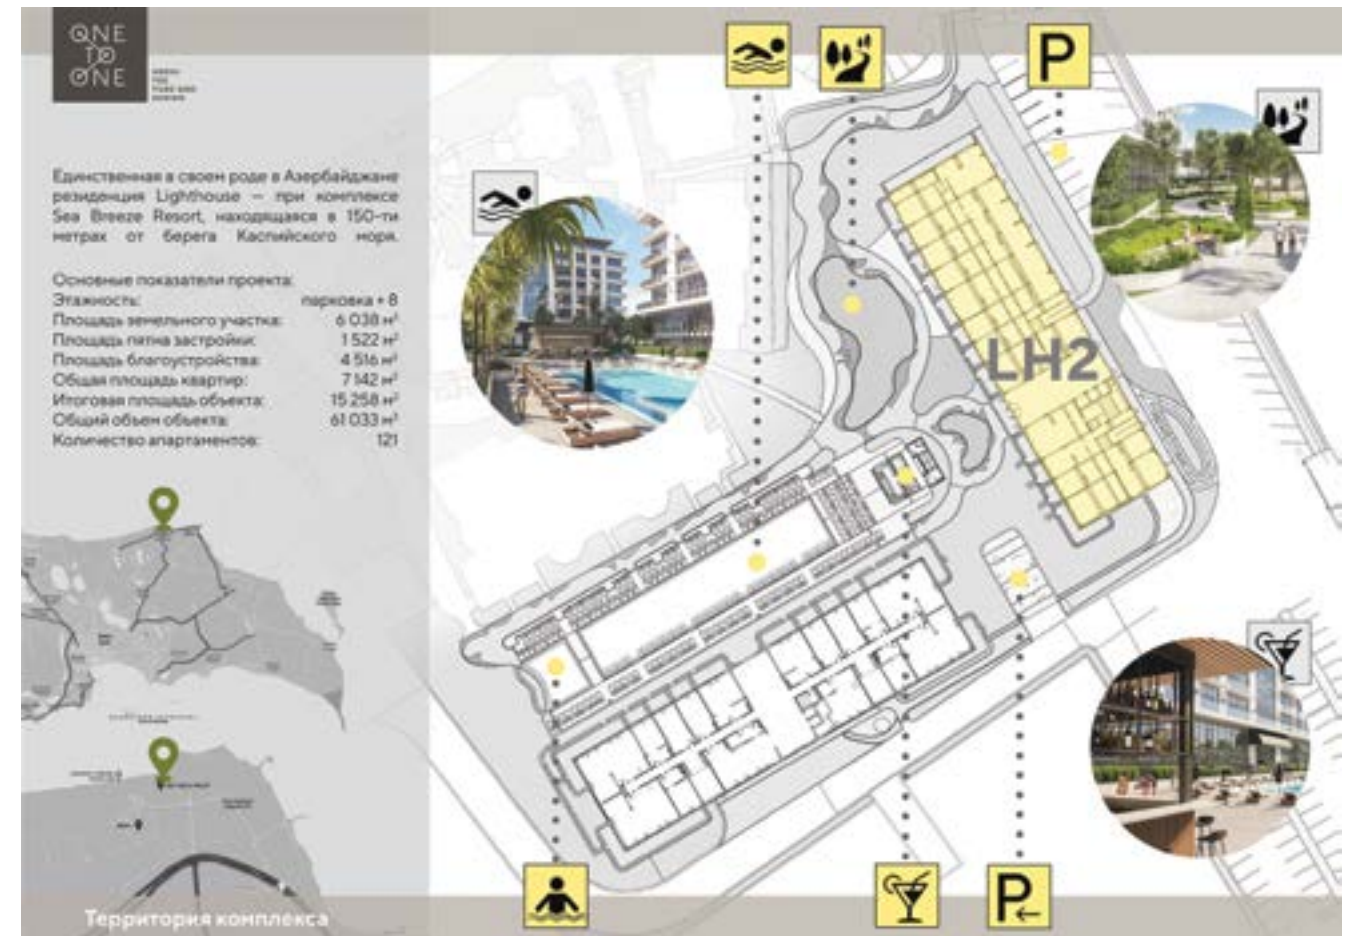 ONE
TO
ONE
Единственная в своем роде в Азербайджане
резиденция Lighthouse – при комплексе
Sea Breeze Resort, находящаяся в 150-ти
метрах от берега Каспийского моря.
Основные показатели проекта:
Этажность: парковка + 8
Площадь земельного участка: 6 038 м²
Площадь пятна застройки: 1 522 м²
Площадь благоустройства: 4 516 м²
Общая площадь квартир: 7 142 м²
Итоговая площадь объекта: 15 258 м²
Общий объем объекта: 61 033 м³
Количество апартаментов: 121
P
LH2
P
Территория комплекса